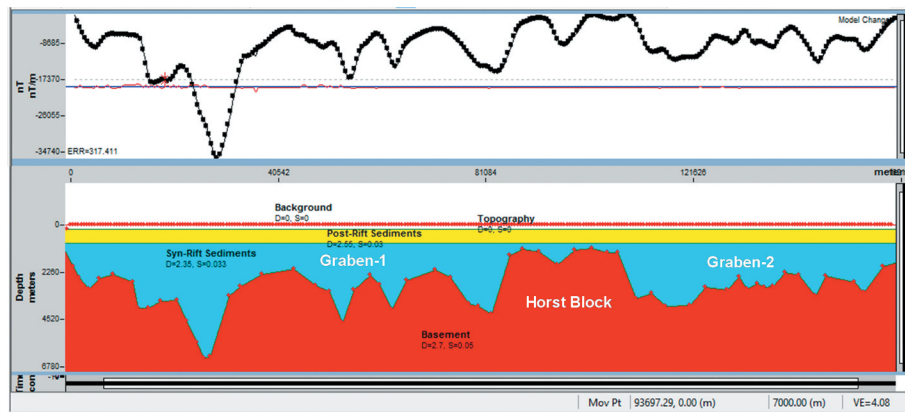 Model Chang
-8685
-17370
-26055
-34740
nT
nT/m
ERR=317.411
0 40542 81084 121626 meters
Background
D=0, S=0
Topography
D=0, S=0
Post-Rift Sediments
D=2.55, S=0.03
Syn-Rift Sediments
D=2.35, S=0.033
Graben-1
Graben-2
Horst Block
Basement
D=2.7, S=0.05
0
2260
4520
6780
Depth
meters
Mov Pt 93697.29, 0.00 (m) 7000.00 (m) VE=4.08